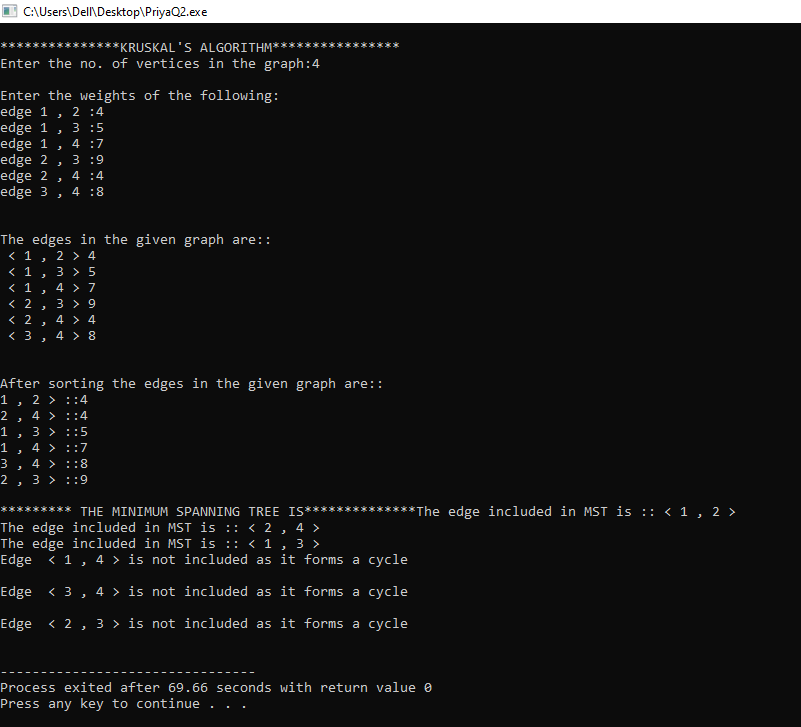 C:\Users\Dell\Desktop\PriyaQ2.exe
***************KRUSKAL'S ALGORITHM****************
Enter the no. of vertices in the graph:4
Enter the weights of the following:
edge 1 , 2 :4
edge 1 , 3 :5
edge 1 , 4 :7
edge 2 , 3 :9
edge 2 , 4 :4
edge 3 , 4 :8
The edges in the given graph are::
< 1 , 2 > 4
< 1 , 3 > 5
< 1 , 4 > 7
< 2 , 3 > 9
< 2 , 4 > 4
< 3 , 4 > 8
After sorting the edges in the given graph are::
1 , 2 > ::4
2 , 4 > ::4
1 , 3 > ::5
1 , 4 > ::7
3 , 4 > ::8
2 , 3 > ::9
********* THE MINIMUM SPANNING TREE IS**************The edge included in MST is :: < 1 , 2 >
The edge included in MST is :: < 2 , 4 >
The edge included in MST is :: < 1 , 3 >
Edge  < 1 , 4 > is not included as it forms a cycle
Edge  < 3 , 4 > is not included as it forms a cycle
Edge  < 2 , 3 > is not included as it forms a cycle
--------------------------------
Process exited after 69.66 seconds with return value 0
Press any key to continue . . .